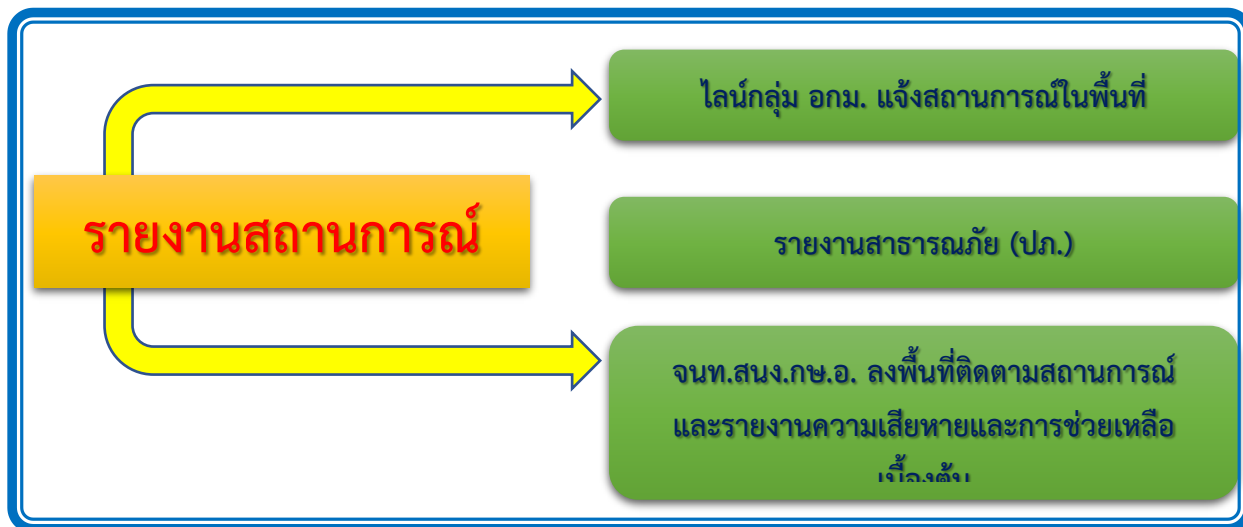 ไลน์กลุ่ม อกม. แจ้งสถานการณ์ในพื้นที่
รายงานสถานการณ์
รายงานสาธารณภัย (ปภ.)
จนท.สนง.กษ.อ. ลงพื้นที่ติดตามสถานการณ์
และรายงานความเสียหายและการช่วยเหลือ
เบื้องต้น